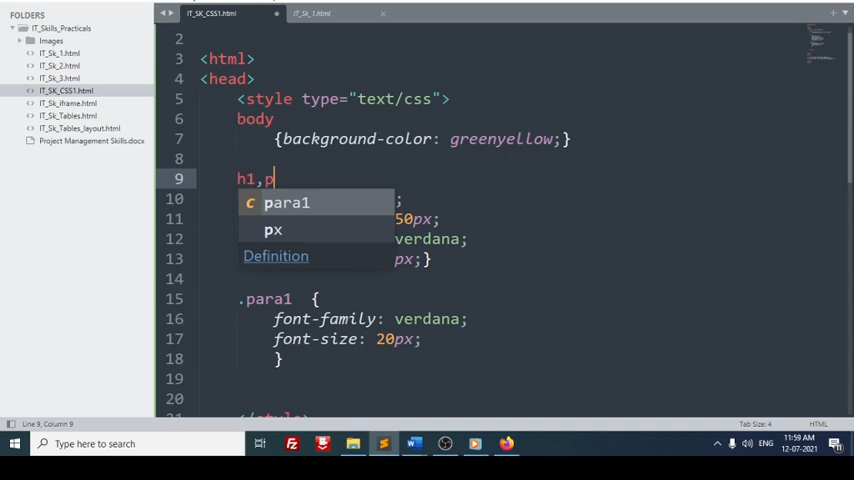 FOLDERS
IT_Skills_Practicals
Images
IT_Sk_1.html
IT_Sk_2.html
IT_Sk_3.html
IT_SK_CSS1.html
IT_Sk_iframe.html
IT_Sk_Tables.html
IT_Sk_Tables_layout.html
Project Management Skills.docx
IT_SK_CSS1.html
IT_Sk_1.html
2
3 <html>
4 <head>
5 <style type="text/css">
6 body
7 {background-color: greenyellow;}
8
9 h1,p
10 ;
11 50px;
12 verdana;
13 px;}
14
15 .para1 {
16 font-family: verdana;
17 font-size: 20px;
18 }
19
20
21 </style>
c para1
px
Definition
Line 9, Column 9
Tab Size: 4
HTML
Type here to search
ENG
11:59 AM
12-07-2021